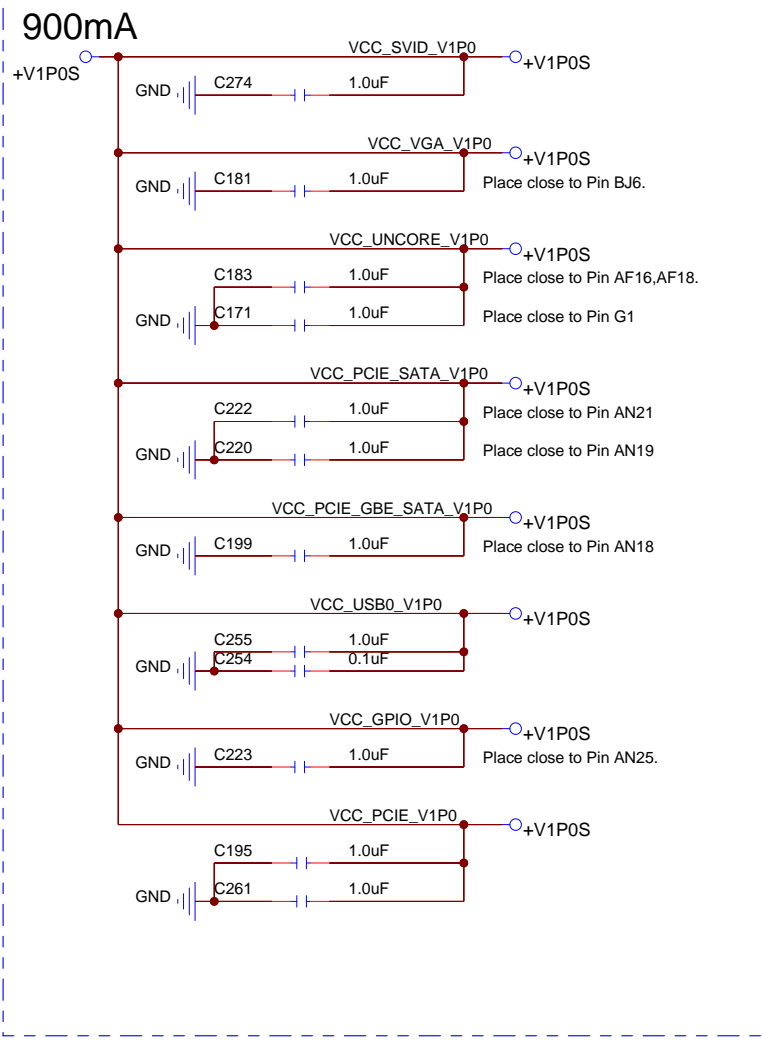 900mA
VCC_SVID_V1P0
+V1P0S
+V1P0S
C274 1.0uF
GND
VCC_VGA_V1P0
+V1P0S
C181 1.0uF Place close to Pin BJ6.
GND
VCC_UNCORE_V1P0
+V1P0S
C183 1.0uF Place close to Pin AF16,AF18.
C171 1.0uF Place close to Pin G1
GND
VCC_PCIE_SATA_V1P0
+V1P0S
C222 1.0uF Place close to Pin AN21
C220 1.0uF Place close to Pin AN19
GND
VCC_PCIE_GBE_SATA_V1P0
+V1P0S
C199 1.0uF Place close to Pin AN18
GND
VCC_USB0_V1P0
+V1P0S
C255 1.0uF
C254 0.1uF
GND
VCC_GPIO_V1P0
+V1P0S
C223 1.0uF Place close to Pin AN25.
GND
VCC_PCIE_V1P0
+V1P0S
C195 1.0uF
C261 1.0uF
GND